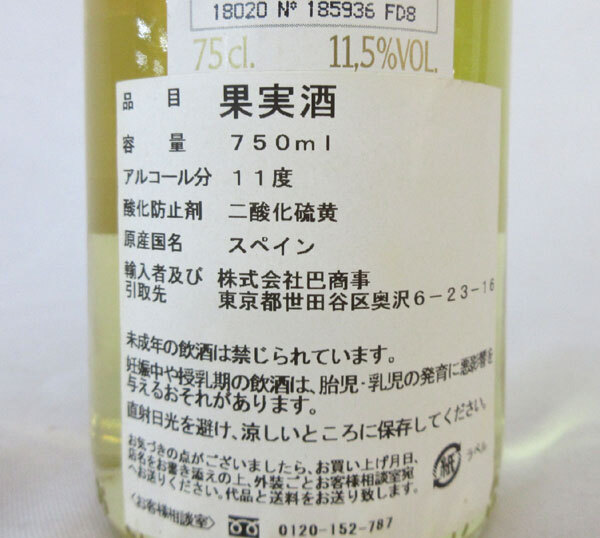 18020 Nº 185936 FD8
75 cl. 11,5%VOL.
品目 果実酒
容量 750ml
アルコール分 11度
酸化防止剤 二酸化硫黄
原産国名 スペイン
輸入者及び 株式会社巴商事
引取先 東京都世田谷区奥沢6-23-16
未成年の飲酒は禁じられています。
妊娠中や授乳期の飲酒は、胎児・乳児の発育に悪影響を
与えるおそれがあります。
直射日光を避け、涼しいところに保存してください。
お気づきの点がございましたら、お買い上げ月日、
店名をお書き添えの上、外装ごとお客様相談室宛
へお送りください。代品と送料をお送り致します。
紙 ラベル
<お客様相談室> 0120-152-787